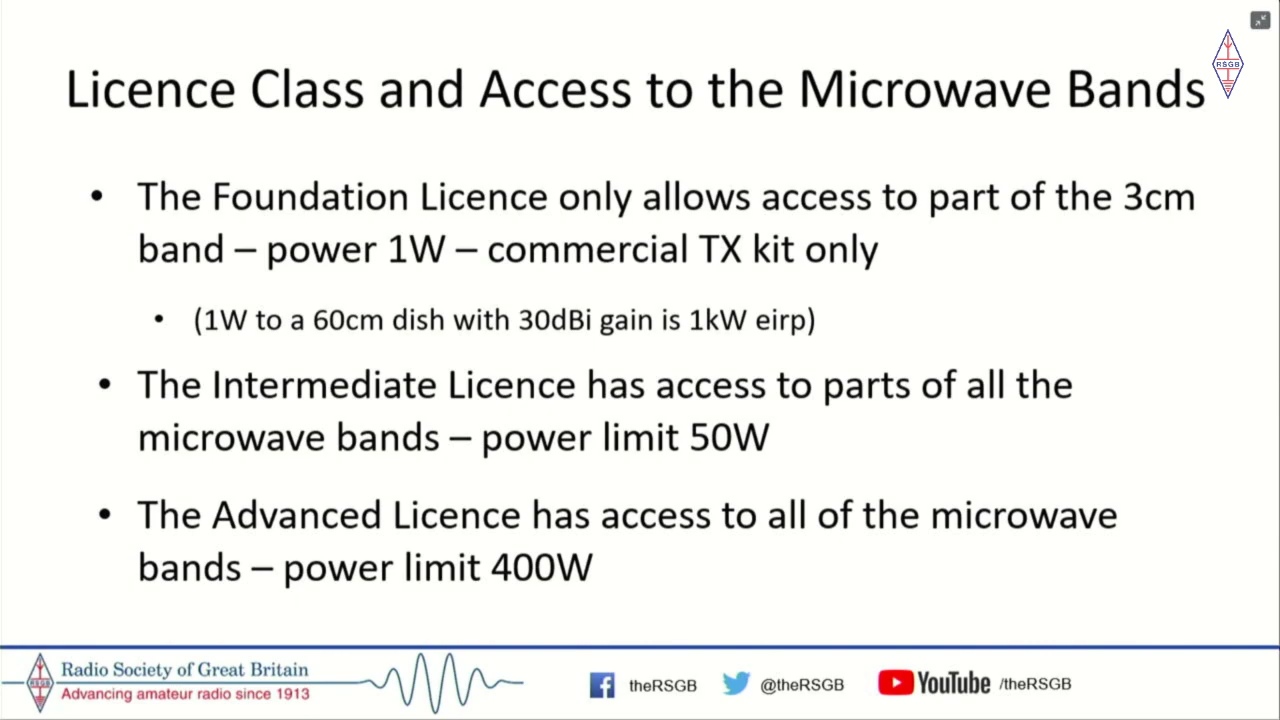 Licence Class and Access to the Microwave Bands
RSGB
• The Foundation Licence only allows access to part of the 3cm
band – power 1W – commercial TX kit only
• (1W to a 60cm dish with 30dBi gain is 1kW eirp)
• The Intermediate Licence has access to parts of all the
microwave bands – power limit 50W
• The Advanced Licence has access to all of the microwave
bands – power limit 400W
RSGB
Radio Society of Great Britain
Advancing amateur radio since 1913
theRSGB
@theRSGB
YouTube /theRSGB